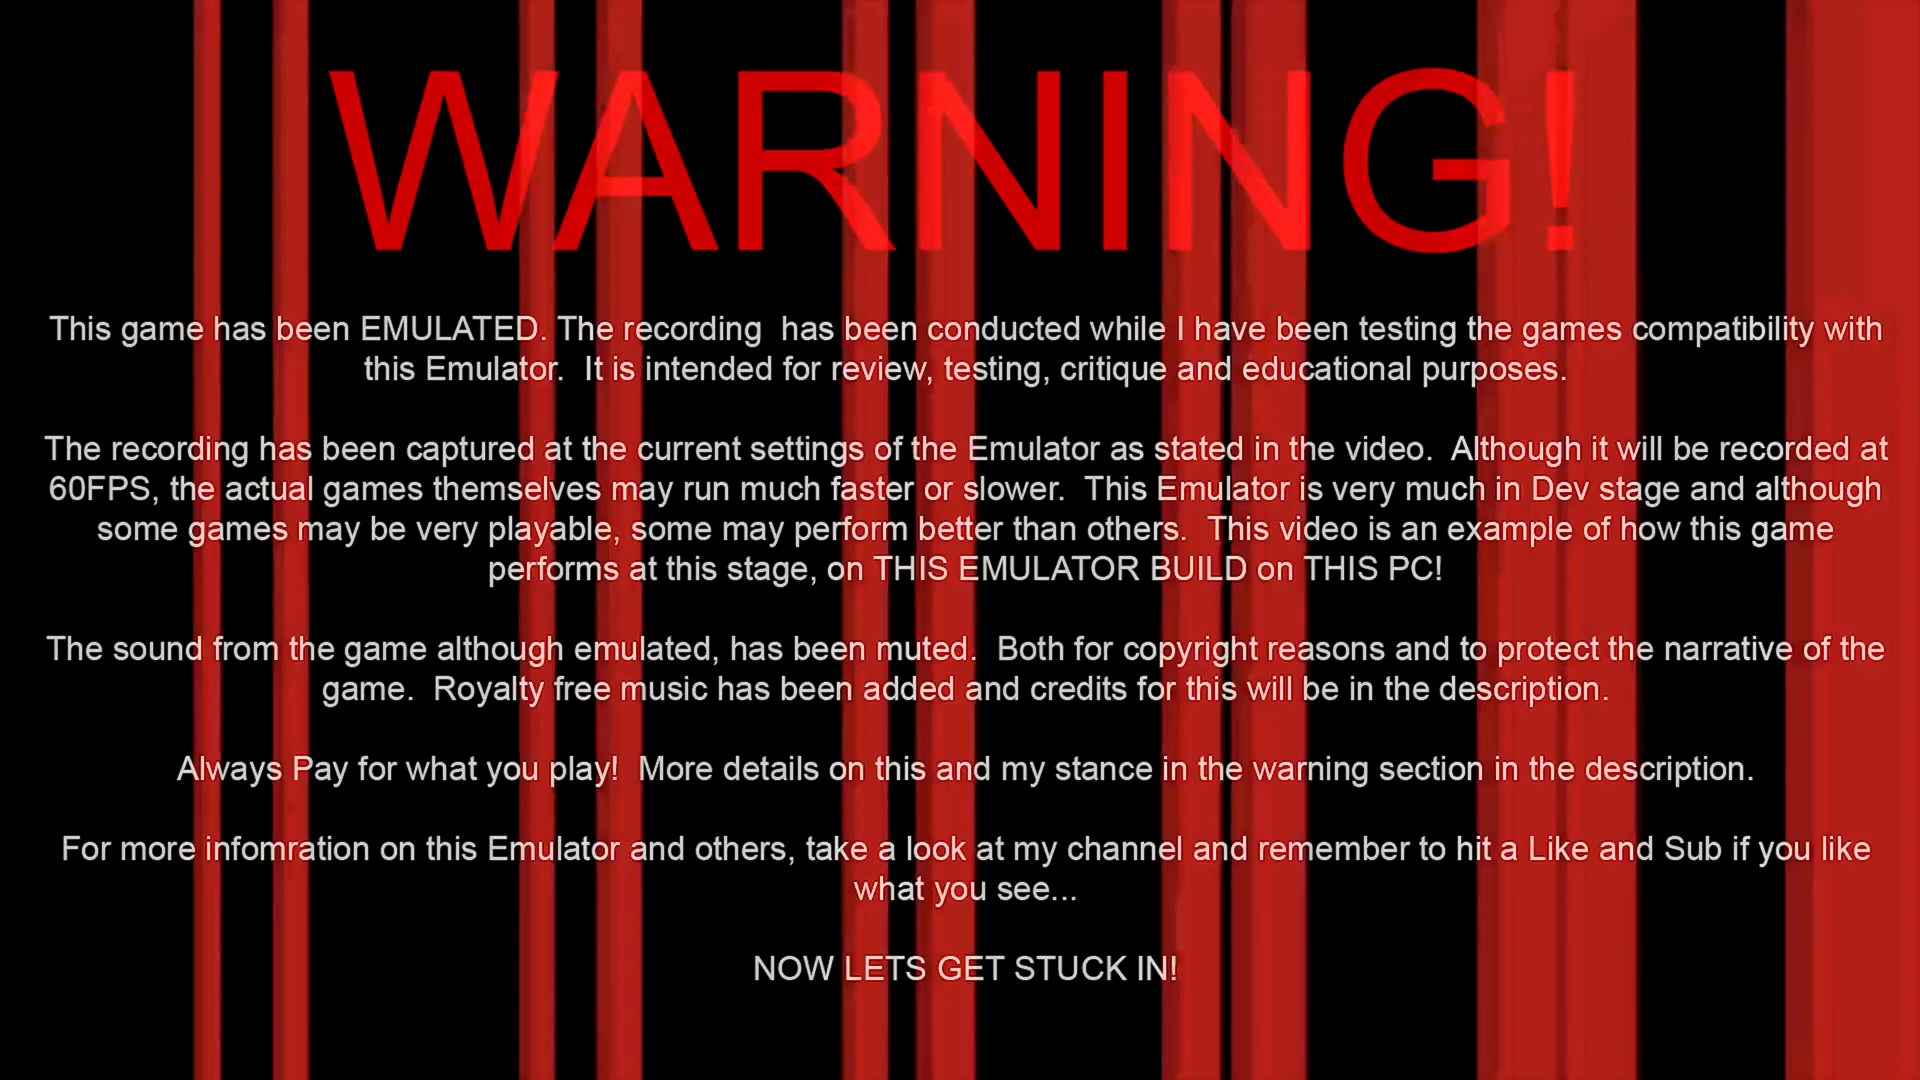 WARNING!
This game has been EMULATED. The recording  has been conducted while I have been testing the games compatibility with
this Emulator.  It is intended for review, testing, critique and educational purposes.
The recording has been captured at the current settings of the Emulator as stated in the video.  Although it will be recorded at
60FPS, the actual games themselves may run much faster or slower.  This Emulator is very much in Dev stage and although
some games may be very playable, some may perform better than others.  This video is an example of how this game
performs at this stage, on THIS EMULATOR BUILD on THIS PC!
The sound from the game although emulated, has been muted.  Both for copyright reasons and to protect the narrative of the
game.  Royalty free music has been added and credits for this will be in the description.
Always Pay for what you play!  More details on this and my stance in the warning section in the description.
For more infomration on this Emulator and others, take a look at my channel and remember to hit a Like and Sub if you like
what you see...
NOW LETS GET STUCK IN!